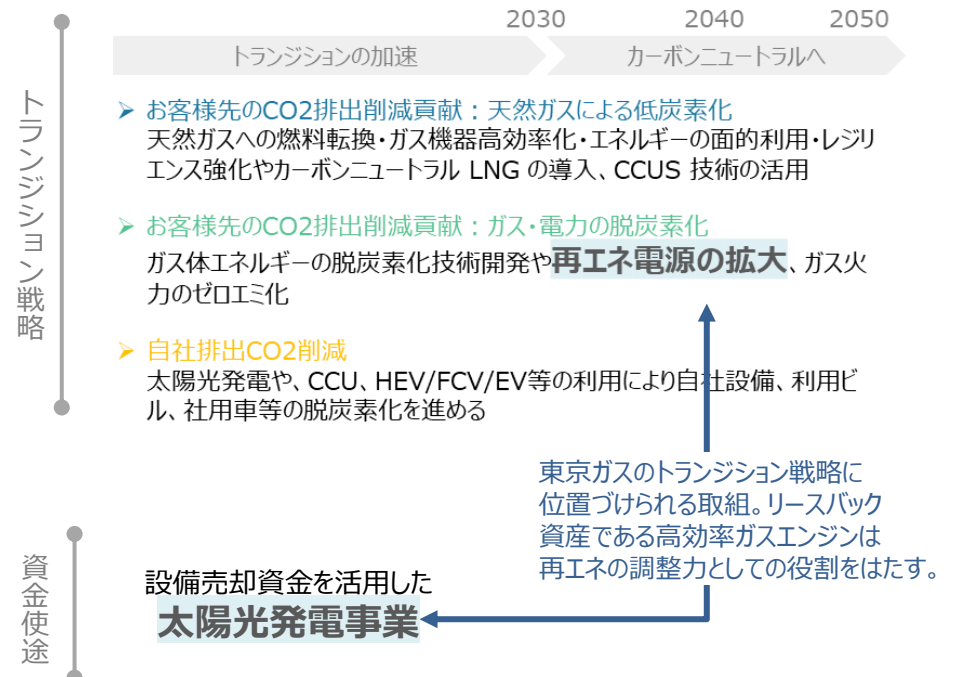 2030 2040 2050
トランジションの加速 カーボンニュートラルへ
トランジション戦略
➢ お客様先のCO2排出削減貢献：天然ガスによる低炭素化
天然ガスへの燃料転換・ガス機器高効率化・エネルギーの面的利用・レジリ
エンス強化やカーボンニュートラル LNG の導入、CCUS 技術の活用
➢ お客様先のCO2排出削減貢献：ガス・電力の脱炭素化
ガス体エネルギーの脱炭素化技術開発や再エネ電源の拡大、ガス火
力のゼロエミ化
➢ 自社排出CO2削減
太陽光発電や、CCU、HEV/FCV/EV等の利用により自社設備、利用ビ
ル、社用車等の脱炭素化を進める
東京ガスのトランジション戦略に
位置づけられる取組。リースバック
資産である高効率ガスエンジンは
再エネの調整力としての役割をはたす。
資金使途
設備売却資金を活用した
太陽光発電事業